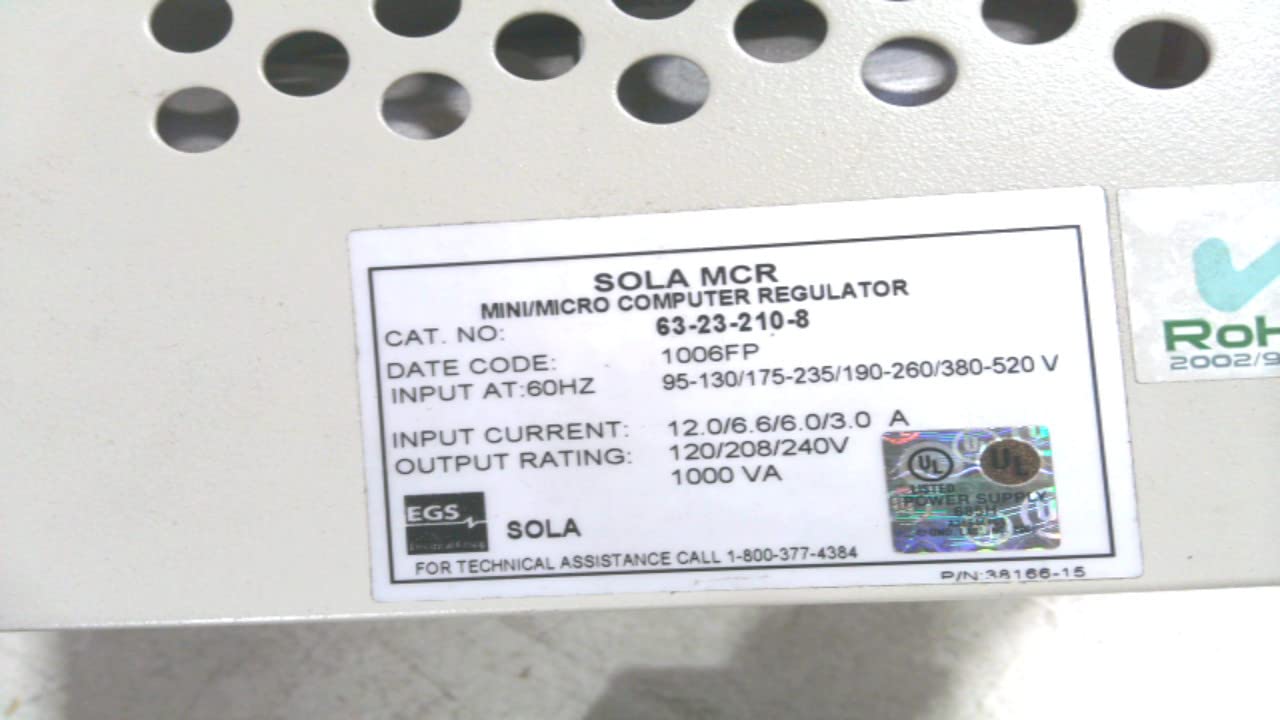 SOLA MCR
MINI/MICRO COMPUTER REGULATOR
CAT. NO: 63-23-210-8
DATE CODE: 1006FP
INPUT AT:60HZ 95-130/175-235/190-260/380-520 V
INPUT CURRENT: 12.0/6.6/6.0/3.0 A
OUTPUT RATING: 120/208/240V
1000 VA
EGS SOLA
UL UL
LISTED
POWER SUPPLY
FOR TECHNICAL ASSISTANCE CALL 1-800-377-4384
P/N:38166-15
RoH
2002/9